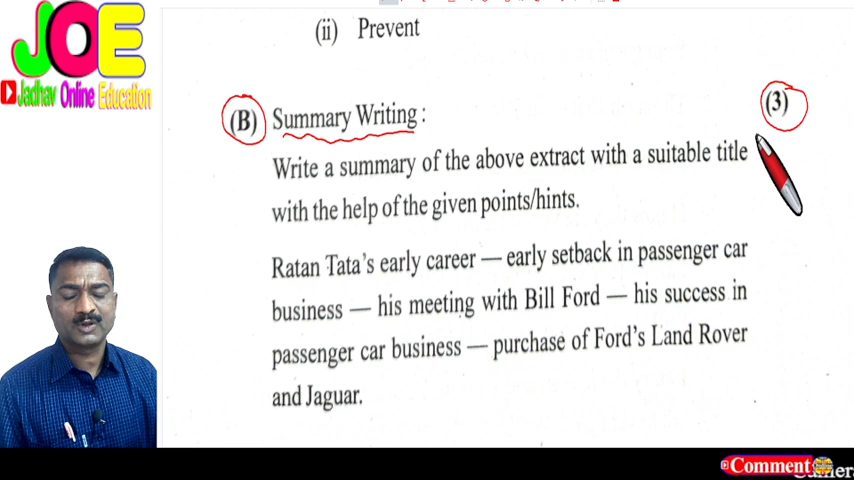 (ii) Prevent
JOE
Jadhav Online Education
(B) Summary Writing : (3)
Write a summary of the above extract with a suitable title
with the help of the given points/hints.
Ratan Tata's early career — early setback in passenger car
business — his meeting with Bill Ford — his success in
passenger car business — purchase of Ford's Land Rover
and Jaguar.
Comment